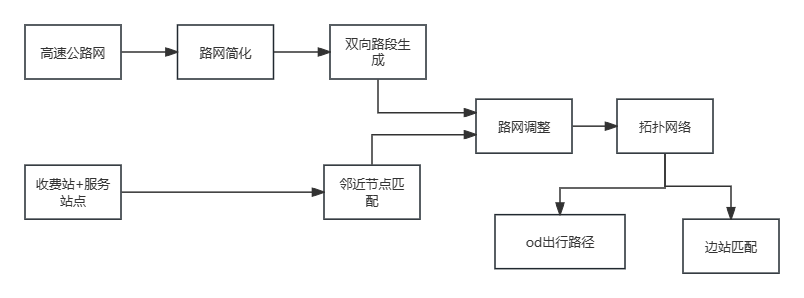 高速公路网
路网简化
双向路段生
成
路网调整
拓扑网络
收费站+服务
站点
邻近节点匹
配
od出行路径
边站匹配